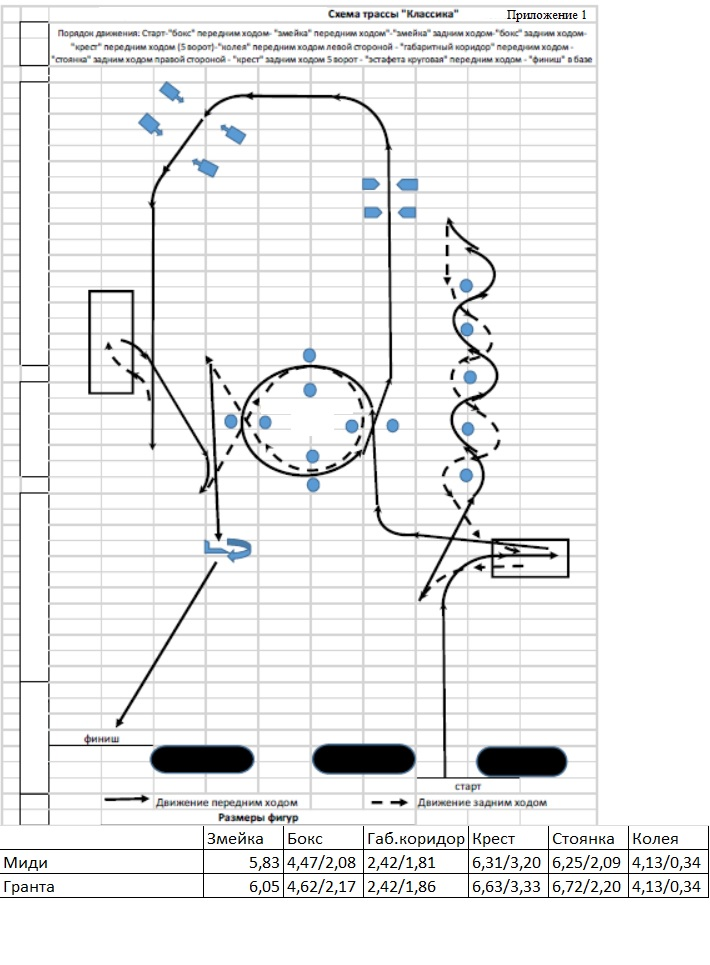 Схема трассы "Классика" Приложение 1
Порядок движения: Старт-"бокс" передним ходом- "змейка" передним ходом"-"змейка" задним ходом-"бокс" задним ходом-
"крест" передним ходом (5 ворот)-"колея" передним ходом левой стороной - "габаритный коридор" передним ходом -
"стоянка" задним ходом правой стороной - "крест" задним ходом 5 ворот - "эстафета круговая" передним ходом - "финиш" в базе
финиш
старт
Движение передним ходом Движение задним ходом
Размеры фигур
Змейка Бокс Габ.коридор Крест Стоянка Колея
Миди 5,83 4,47/2,08 2,42/1,81 6,31/3,20 6,25/2,09 4,13/0,34
Гранта 6,05 4,62/2,17 2,42/1,86 6,63/3,33 6,72/2,20 4,13/0,34